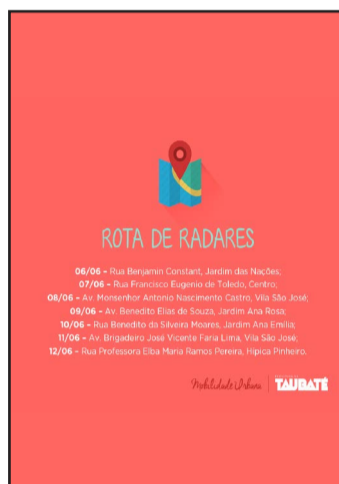 ROTA DE RADARES
06/06 – Rua Benjamin Constant, Jardim das Nações;
07/06 – Rua Francisco Eugenio de Toledo, Centro;
08/06 – Av. Monsenhor Antonio Nascimento Castro, Vila São José;
09/06 – Av. Benedito Elias de Souza, Jardim Ana Rosa;
10/06 – Rua Benedito da Silveira Moares, Jardim Ana Emília;
11/06 – Av. Brigadeiro José Vicente Faria Lima, Vila São José;
12/06 – Rua Professora Elba Maria Ramos Pereira, Hípica Pinheiro.
Mobilidade Urbana TAUBATÉ